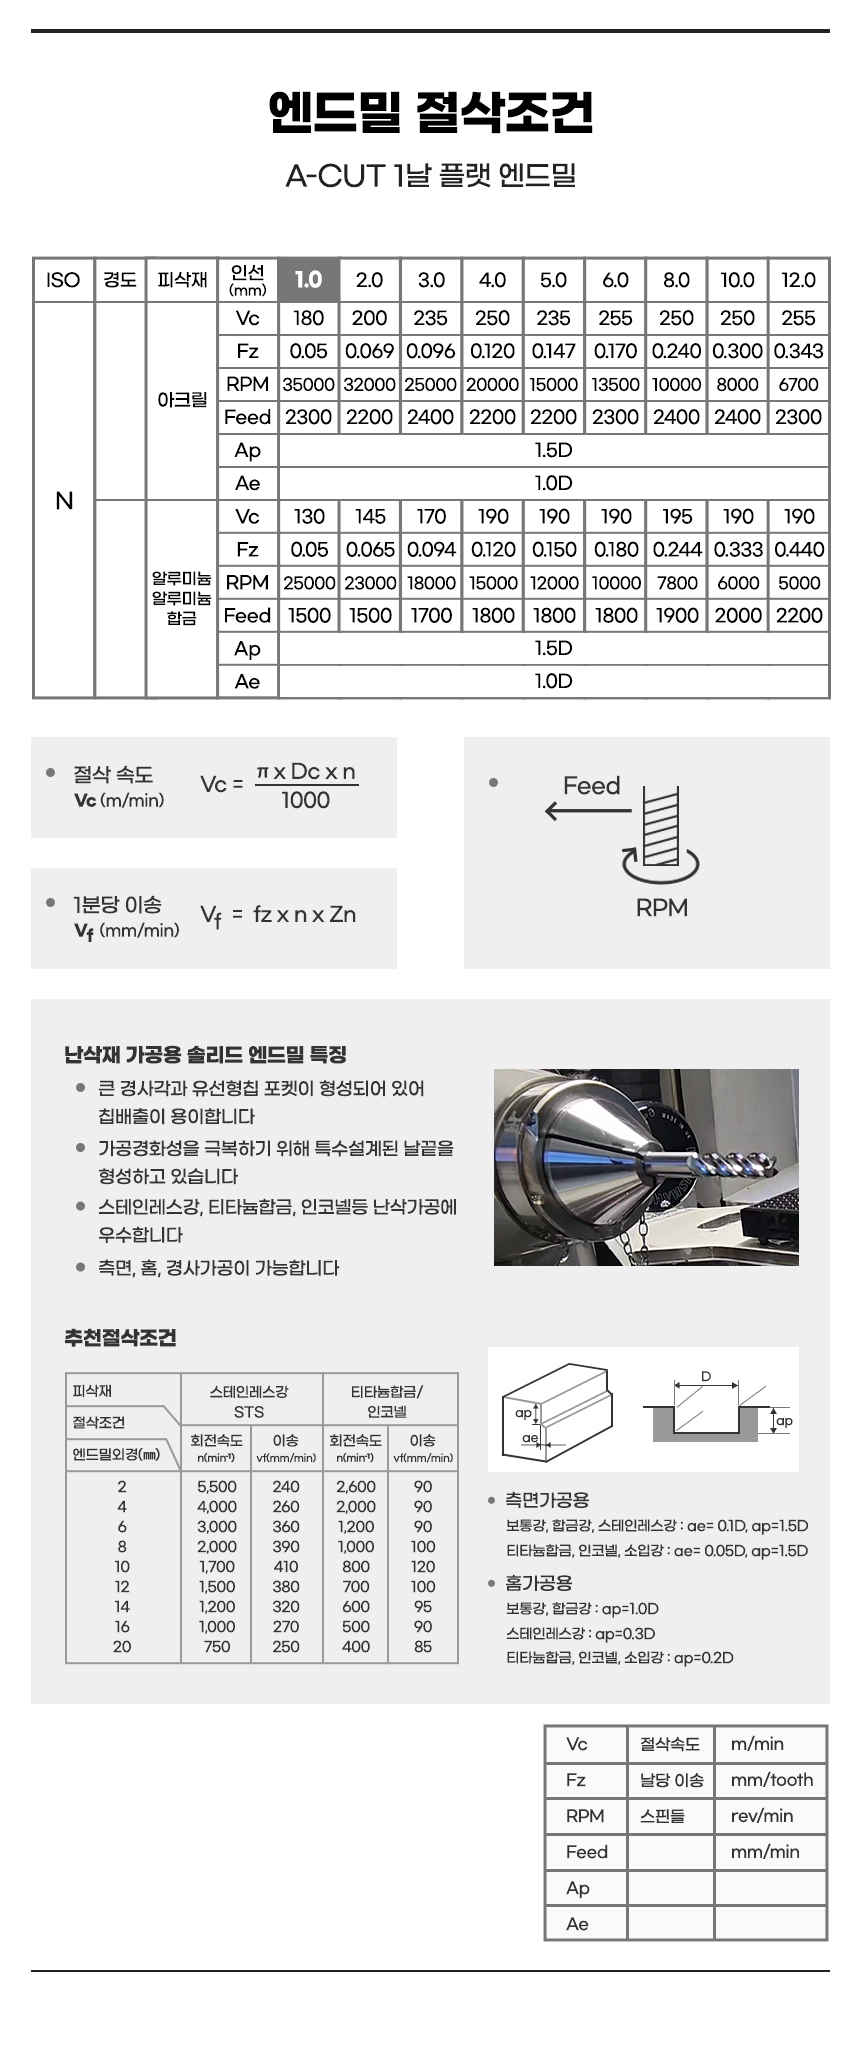 엔드밀 절삭조건
A-CUT 1날 플랫 엔드밀
ISO 경도 피삭재 인선 (mm) 1.0 2.0 3.0 4.0 5.0 6.0 8.0 10.0 12.0
N
아크릴
Vc 180 200 235 250 235 255 250 250 255
Fz 0.05 0.069 0.096 0.120 0.147 0.170 0.240 0.300 0.343
RPM 35000 32000 25000 20000 15000 13500 10000 8000 6700
Feed 2300 2200 2400 2200 2200 2300 2400 2400 2300
Ap 1.5D
Ae 1.0D
알루미늄
알루미늄
합금
Vc 130 145 170 190 190 190 195 190 190
Fz 0.05 0.065 0.094 0.120 0.150 0.180 0.244 0.333 0.440
RPM 25000 23000 18000 15000 12000 10000 7800 6000 5000
Feed 1500 1500 1700 1800 1800 1800 1900 2000 2200
Ap 1.5D
Ae 1.0D
절삭 속도
Vc (m/min)
Vc = π x Dc x n
1000
1분당 이송
Vf (mm/min)
Vf = fz x n x Zn
Feed
RPM
난삭재 가공용 솔리드 엔드밀 특징
큰 경사각과 유선형칩 포켓이 형성되어 있어
칩배출이 용이합니다
가공경화성을 극복하기 위해 특수설계된 날끝을
형성하고 있습니다
스테인레스강, 티타늄합금, 인코넬등 난삭가공에
우수합니다
측면, 홈, 경사가공이 가능합니다
추천절삭조건
피삭재
절삭조건
엔드밀외경(㎜)
스테인레스강
STS
티타늄합금/
인코넬
회전속도 이송 회전속도 이송
n(min⁻¹) vf(mm/min) n(min⁻¹) vf(mm/min)
2 5,500 240 2,600 90
4 4,000 260 2,000 90
6 3,000 360 1,200 90
8 2,000 390 1,000 100
10 1,700 410 800 120
12 1,500 380 700 100
14 1,200 320 600 95
16 1,000 270 500 90
20 750 250 400 85
ap
ae
D
ap
측면가공용
보통강, 합금강, 스테인레스강 : ae= 0.1D, ap=1.5D
티타늄합금, 인코넬, 소입강 : ae= 0.05D, ap=1.5D
홈가공용
보통강, 합금강 : ap=1.0D
스테인레스강 : ap=0.3D
티타늄합금, 인코넬, 소입강 : ap=0.2D
Vc 절삭속도 m/min
Fz 날당 이송 mm/tooth
RPM 스핀들 rev/min
Feed mm/min
Ap
Ae